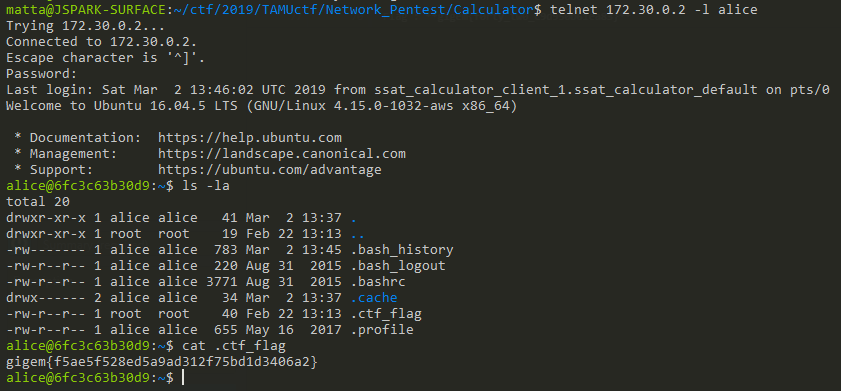 matta@JSPARK-SURFACE:~/ctf/2019/TAMUctf/Network_Pentest/Calculator$ telnet 172.30.0.2 -l alice
Trying 172.30.0.2...
Connected to 172.30.0.2.
Escape character is '^]'.
Password:
Last login: Sat Mar  2 13:46:02 UTC 2019 from ssat_calculator_client_1.ssat_calculator_default on pts/0
Welcome to Ubuntu 16.04.5 LTS (GNU/Linux 4.15.0-1032-aws x86_64)

 * Documentation:  https://help.ubuntu.com
 * Management:     https://landscape.canonical.com
 * Support:        https://ubuntu.com/advantage
alice@6fc3c63b30d9:~$ ls -la
total 20
drwxr-xr-x 1 alice alice   41 Mar  2 13:37 .
drwxr-xr-x 1 root  root    19 Feb 22 13:13 ..
-rw------- 1 alice alice  783 Mar  2 13:45 .bash_history
-rw-r--r-- 1 alice alice  220 Aug 31  2015 .bash_logout
-rw-r--r-- 1 alice alice 3771 Aug 31  2015 .bashrc
drwx------ 2 alice alice   34 Mar  2 13:37 .cache
-rw-r--r-- 1 root  root    40 Feb 22 13:13 .ctf_flag
-rw-r--r-- 1 alice alice  655 May 16  2017 .profile
alice@6fc3c63b30d9:~$ cat .ctf_flag
gigem{f5ae5f528ed5a9ad312f75bd1d3406a2}
alice@6fc3c63b30d9:~$